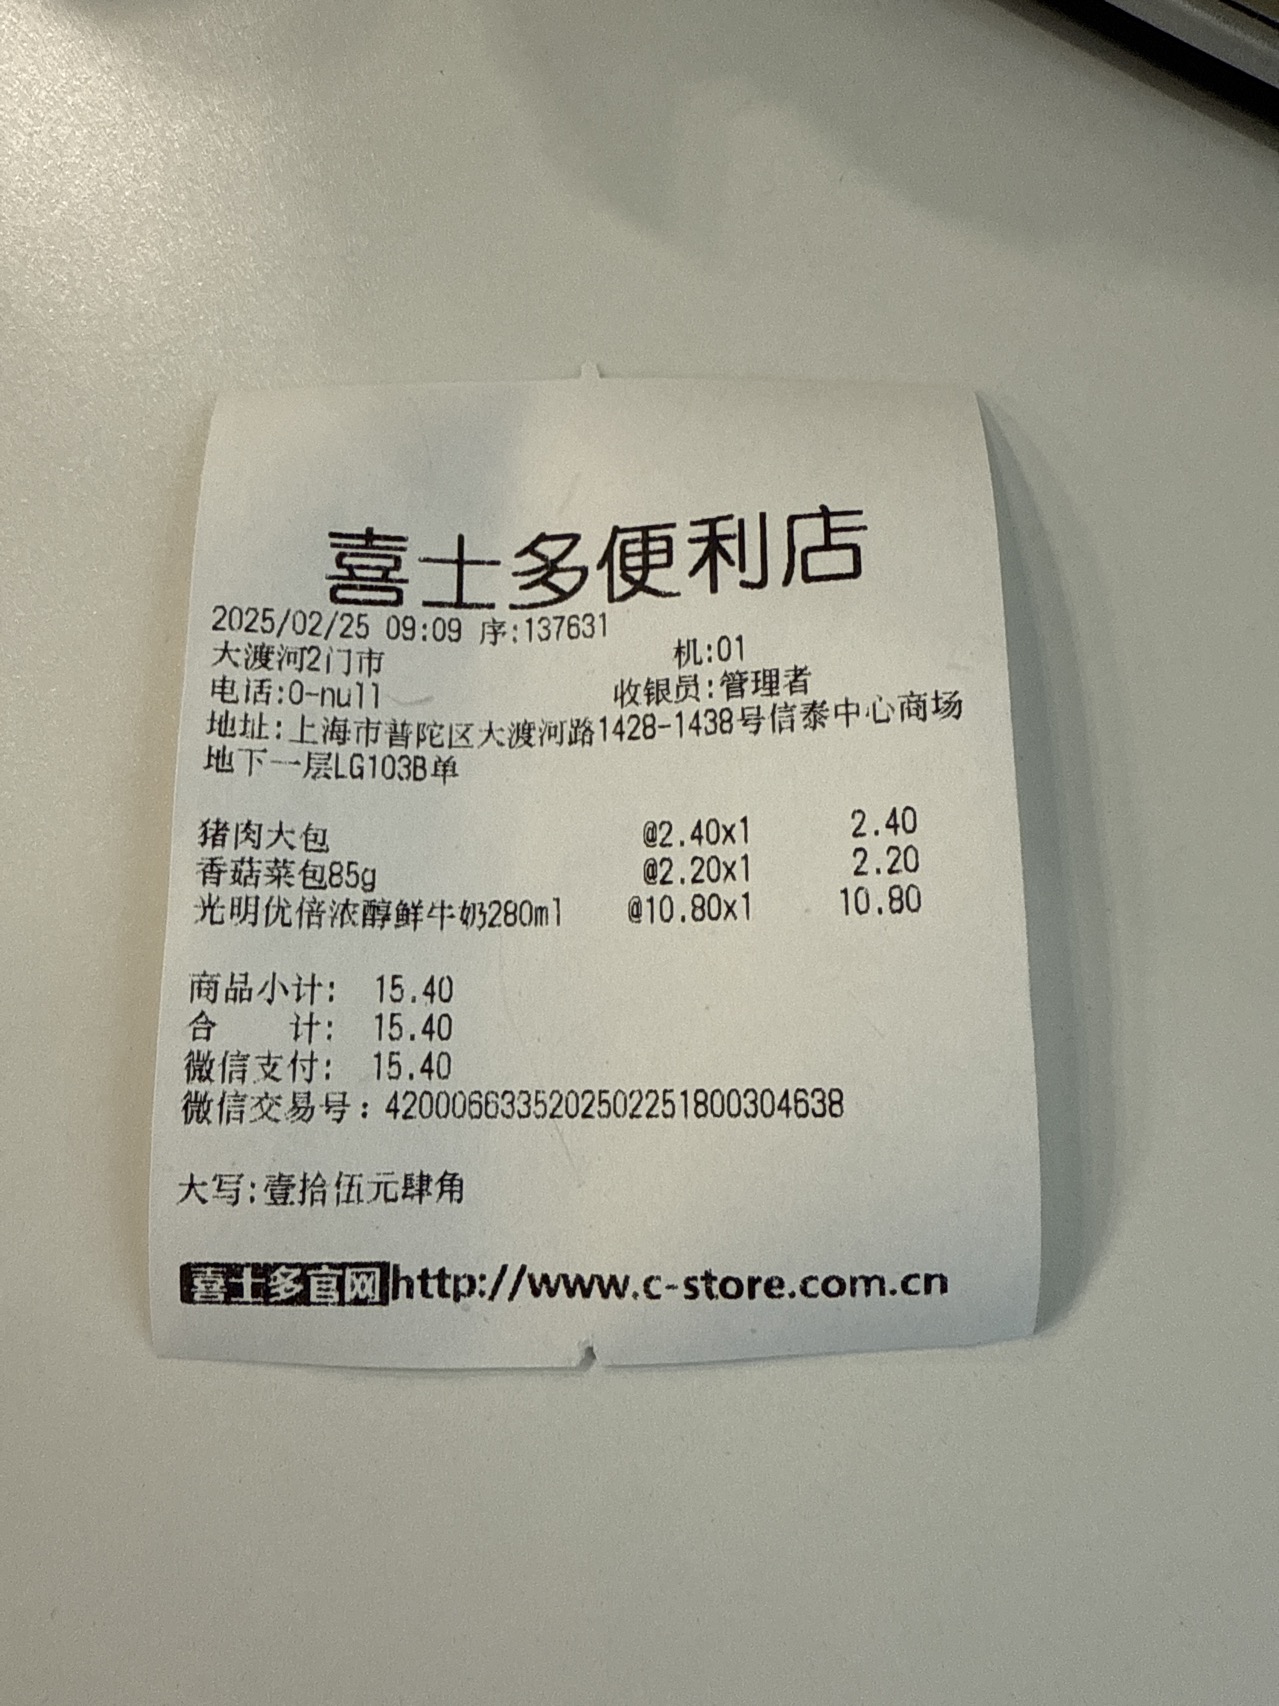 喜士多便利店
2025/02/25 09:09 序:137631
大渡河2门市 机:01
电话:0-null 收银员:管理者
地址:上海市普陀区大渡河路1428-1438号信泰中心商场
地下一层LG103B单
猪肉大包 @2.40x1 2.40
香菇菜包85g @2.20x1 2.20
光明优倍浓醇鲜牛奶280ml @10.80x1 10.80
商品小计: 15.40
合 计: 15.40
微信支付: 15.40
微信交易号: 4200066335202502251800304638
大写:壹拾伍元肆角
喜士多官网http://www.c-store.com.cn